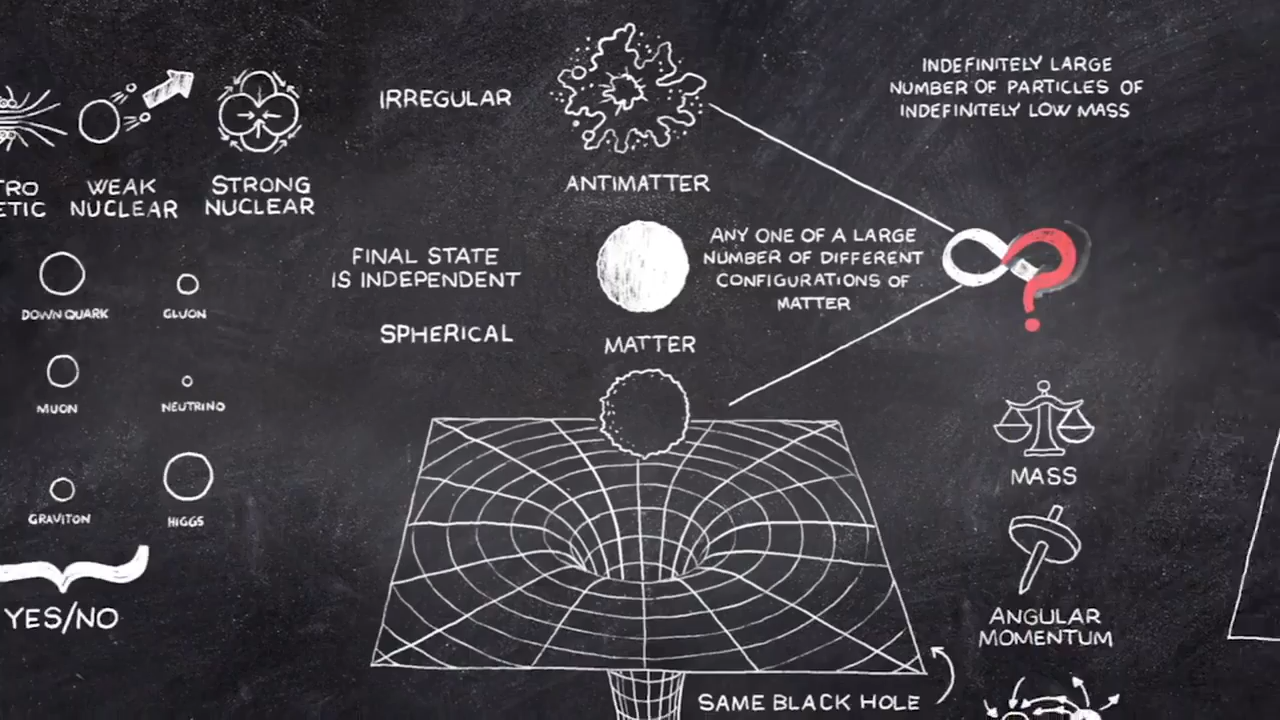 TRO
ETIC
WEAK
NUCLEAR
STRONG
NUCLEAR
DOWN QUARK
GLUON
MUON
NEUTRINO
GRAVITON
HIGGS
YES/NO
IRREGULAR
FINAL STATE
IS INDEPENDENT
SPHERICAL
ANTIMATTER
MATTER
ANY ONE OF A LARGE
NUMBER OF DIFFERENT
CONFIGURATIONS OF
MATTER
INDEFINITELY LARGE
NUMBER OF PARTICLES OF
INDEFINITELY LOW MASS
?
MASS
ANGULAR
MOMENTUM
SAME BLACK HOLE